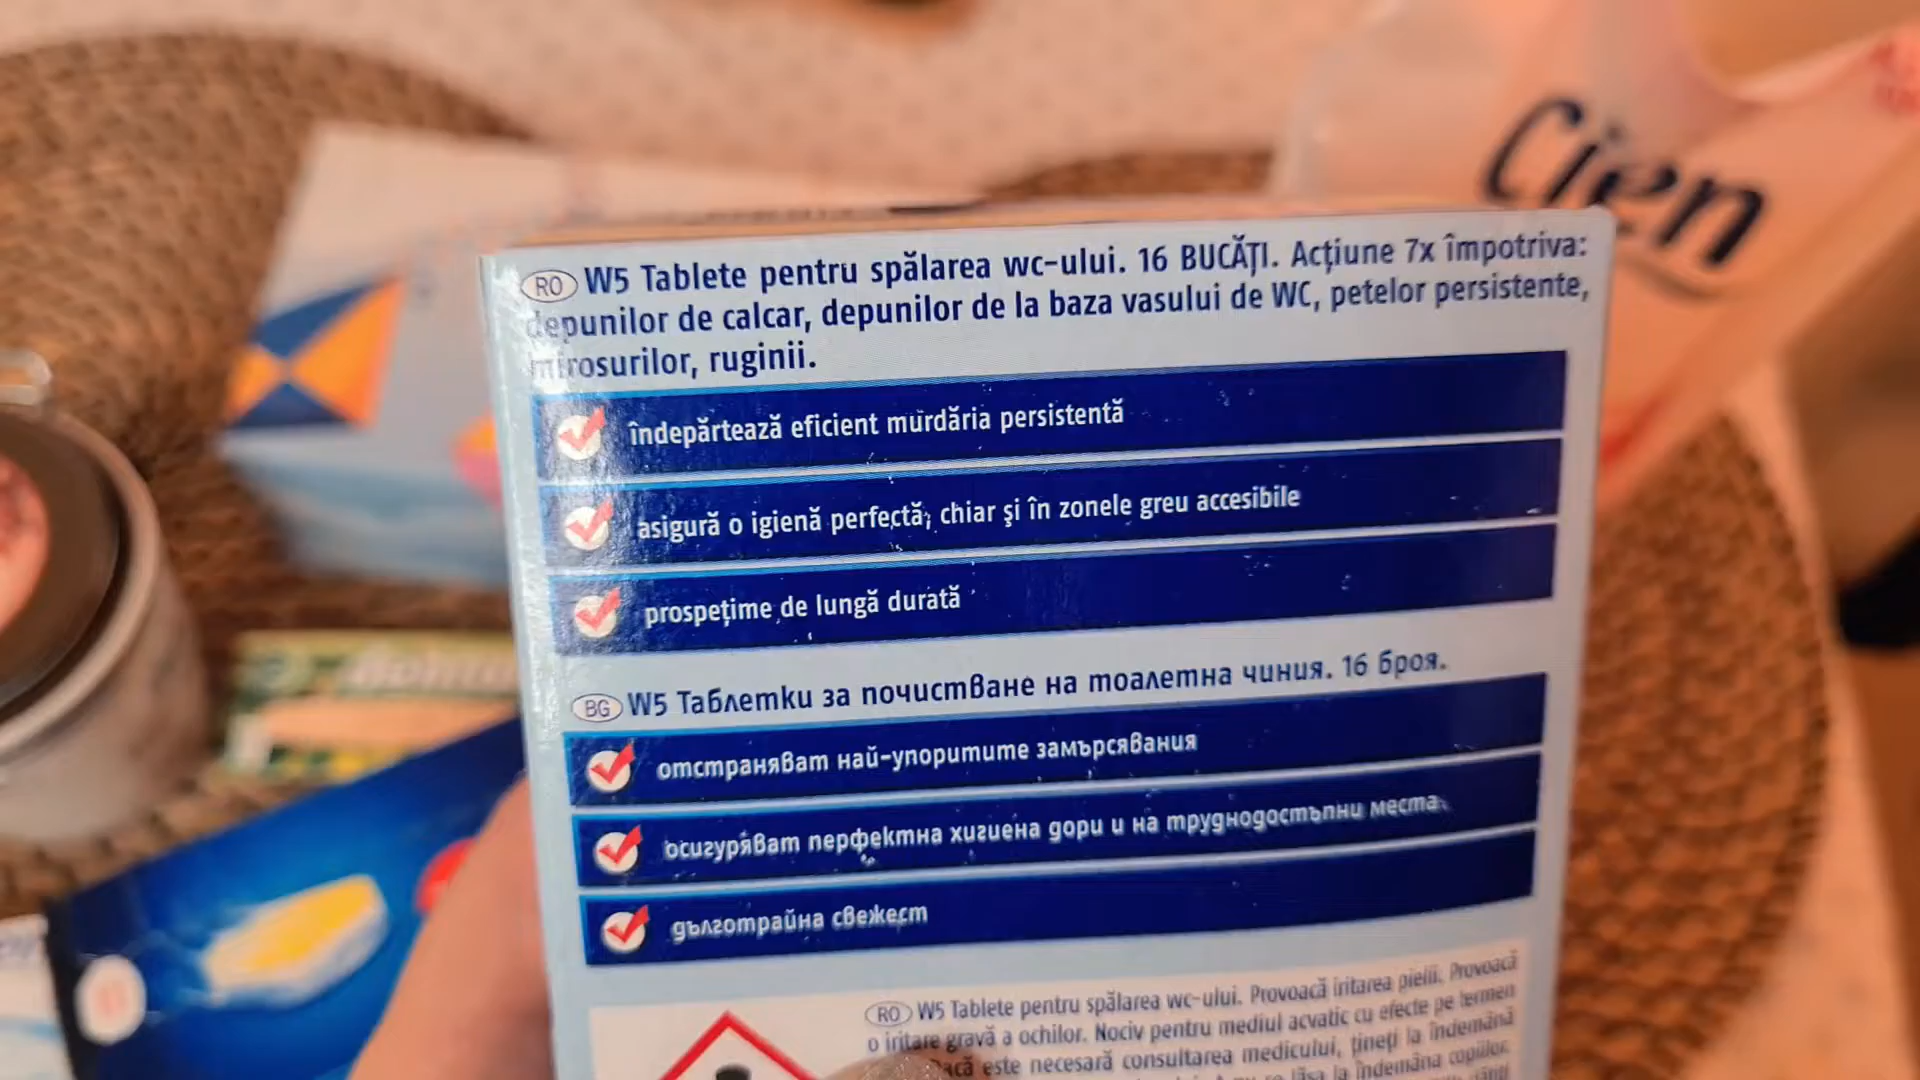 Cien
RO W5 Tablete pentru spălarea wc-ului. 16 BUCĂŢI. Acţiune 7x împotriva:
depunilor de calcar, depunilor de la baza vasului de WC, petelor persistente,
mirosurilor, ruginii.
îndepărtează eficient murdăria persistentă
asigură o igienă perfectă, chiar şi în zonele greu accesibile
prospeţime de lungă durată
BG W5 Таблетки за почистване на тоалетна чиния. 16 броя.
отстраняват най-упоритите замърсявания
осигуряват перфектна хигиена дори и на труднодостъпни места
дълготрайна свежест
RO W5 Tablete pentru spălarea wc-ului. Provoacă iritarea pielii. Provoacă
o iritare gravă a ochilor. Nociv pentru mediul acvatic cu efecte pe termen
este necesară consultarea medicului, ţineţi la îndemână
la îndemâna copiilor.